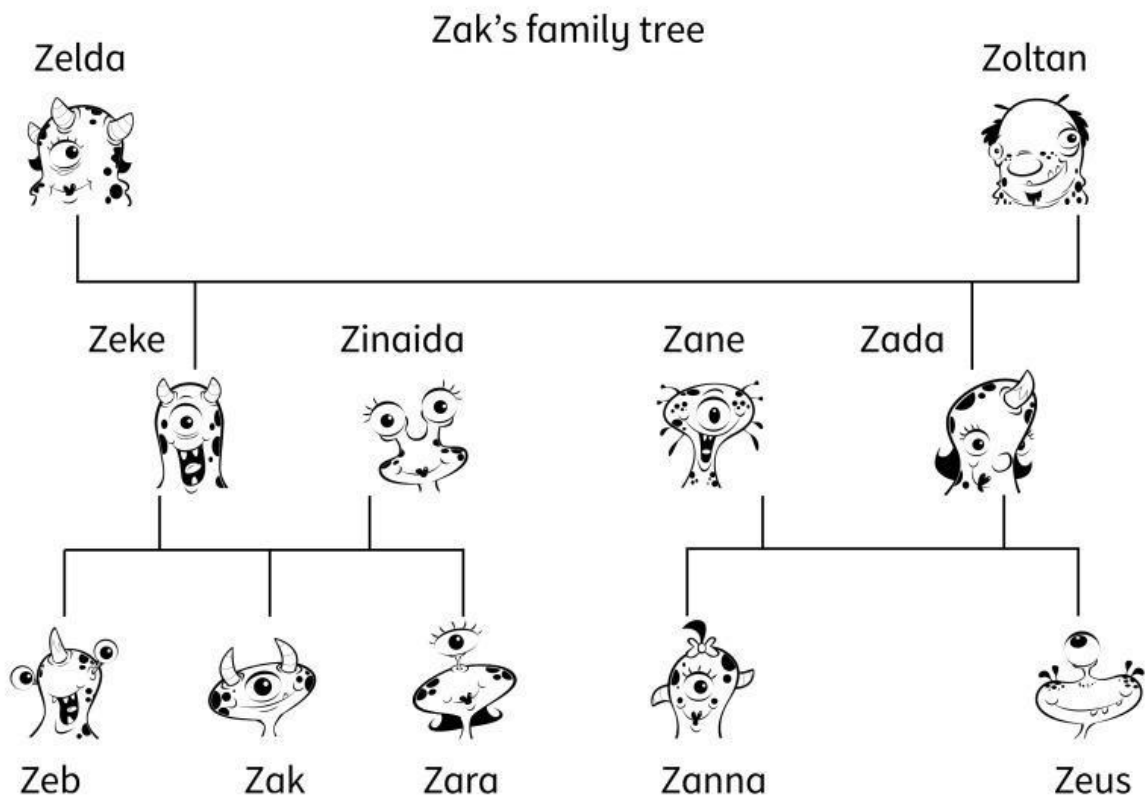 Zak’s family tree
Zelda
Zoltan
Zeke
Zinaida
Zane
Zada
Zeb
Zak
Zara
Zanna
Zeus